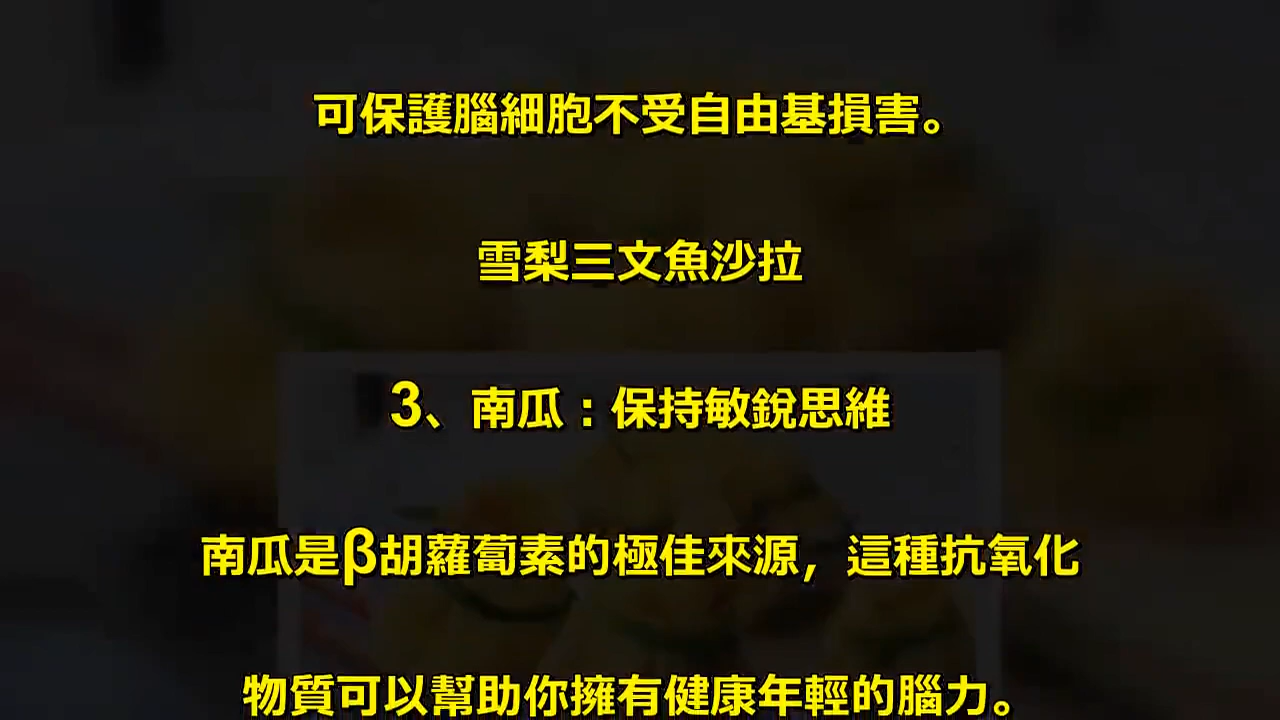 可保護腦細胞不受自由基損害。
雪梨三文魚沙拉
3、南瓜：保持敏銳思維
南瓜是β胡蘿蔔素的極佳來源，這種抗氧化
物質可以幫助你擁有健康年輕的腦力。